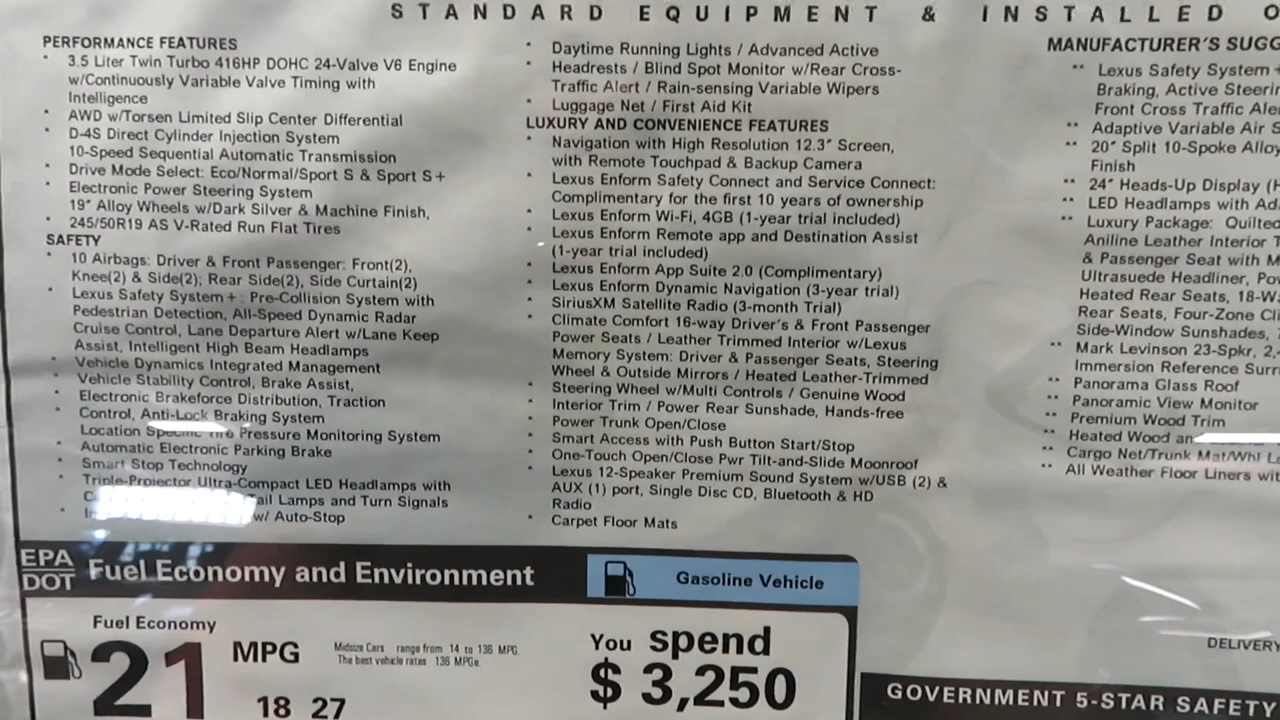 STANDARD EQUIPMENT & INSTALLED O
PERFORMANCE FEATURES
3.5 Liter Twin Turbo 416HP DOHC 24-Valve V6 Engine
w/Continuously Variable Valve Timing with
Intelligence
AWD w/Torsen Limited Slip Center Differential
D-4S Direct Cylinder Injection System
10-Speed Sequential Automatic Transmission
Drive Mode Select: Eco/Normal/Sport S & Sport S+
Electronic Power Steering System
19" Alloy Wheels w/Dark Silver & Machine Finish,
245/50R19 AS V-Rated Run Flat Tires
SAFETY
10 Airbags: Driver & Front Passenger: Front(2),
Knee(2) & Side(2); Rear Side(2), Side Curtain(2)
Lexus Safety System+: Pre-Collision System with
Pedestrian Detection, All-Speed Dynamic Radar
Cruise Control, Lane Departure Alert w/Lane Keep
Assist, Intelligent High Beam Headlamps
Vehicle Dynamics Integrated Management
Vehicle Stability Control, Brake Assist,
Electronic Brakeforce Distribution, Traction
Control, Anti-Lock Braking System
Location Specific Tire Pressure Monitoring System
Automatic Electronic Parking Brake
Smart Stop Technology
Triple-Projector Ultra-Compact LED Headlamps with
Tail Lamps and Turn Signals
w/ Auto-Stop
Daytime Running Lights / Advanced Active
Headrests / Blind Spot Monitor w/Rear Cross-
Traffic Alert / Rain-sensing Variable Wipers
Luggage Net / First Aid Kit
LUXURY AND CONVENIENCE FEATURES
Navigation with High Resolution 12.3" Screen,
with Remote Touchpad & Backup Camera
Lexus Enform Safety Connect and Service Connect:
Complimentary for the first 10 years of ownership
Lexus Enform Wi-Fi, 4GB (1-year trial included)
Lexus Enform Remote app and Destination Assist
(1-year trial included)
Lexus Enform App Suite 2.0 (Complimentary)
Lexus Enform Dynamic Navigation (3-year trial)
SiriusXM Satellite Radio (3-month Trial)
Climate Comfort 16-way Driver's & Front Passenger
Power Seats / Leather Trimmed Interior w/Lexus
Memory System: Driver & Passenger Seats, Steering
Wheel & Outside Mirrors / Heated Leather-Trimmed
Steering Wheel w/Multi Controls / Genuine Wood
Interior Trim / Power Rear Sunshade, Hands-free
Power Trunk Open/Close
Smart Access with Push Button Start/Stop
One-Touch Open/Close Pwr Tilt-and-Slide Moonroof
Lexus 12-Speaker Premium Sound System w/USB (2) &
AUX (1) port, Single Disc CD, Bluetooth & HD
Radio
Carpet Floor Mats
MANUFACTURER'S SUGG
** Lexus Safety System +
Braking, Active Steerin
Front Cross Traffic Ale
** Adaptive Variable Air S
** 20" Split 10-Spoke Alloy
Finish
** 24" Heads-Up Display (H
** LED Headlamps with Ad
** Luxury Package: Quilted
Aniline Leather Interior T
& Passenger Seat with M
Ultrasuede Headliner, Po
Heated Rear Seats, 18-W
Rear Seats, Four-Zone Cli
Side-Window Sunshades,
** Mark Levinson 23-Spkr, 2,
Immersion Reference Surr
** Panorama Glass Roof
** Panoramic View Monitor
** Premium Wood Trim
** Heated Wood an
** Cargo Net/Trunk Mat/Whl Lo
** All Weather Floor Liners wit
EPA
DOT
Fuel Economy and Environment
Gasoline Vehicle
Fuel Economy
21 MPG
Midsize Cars range from 14 to 136 MPG.
The best vehicle rates 136 MPGe.
18 27
You spend
$3,250
DELIVERY
GOVERNMENT 5-STAR SAFETY